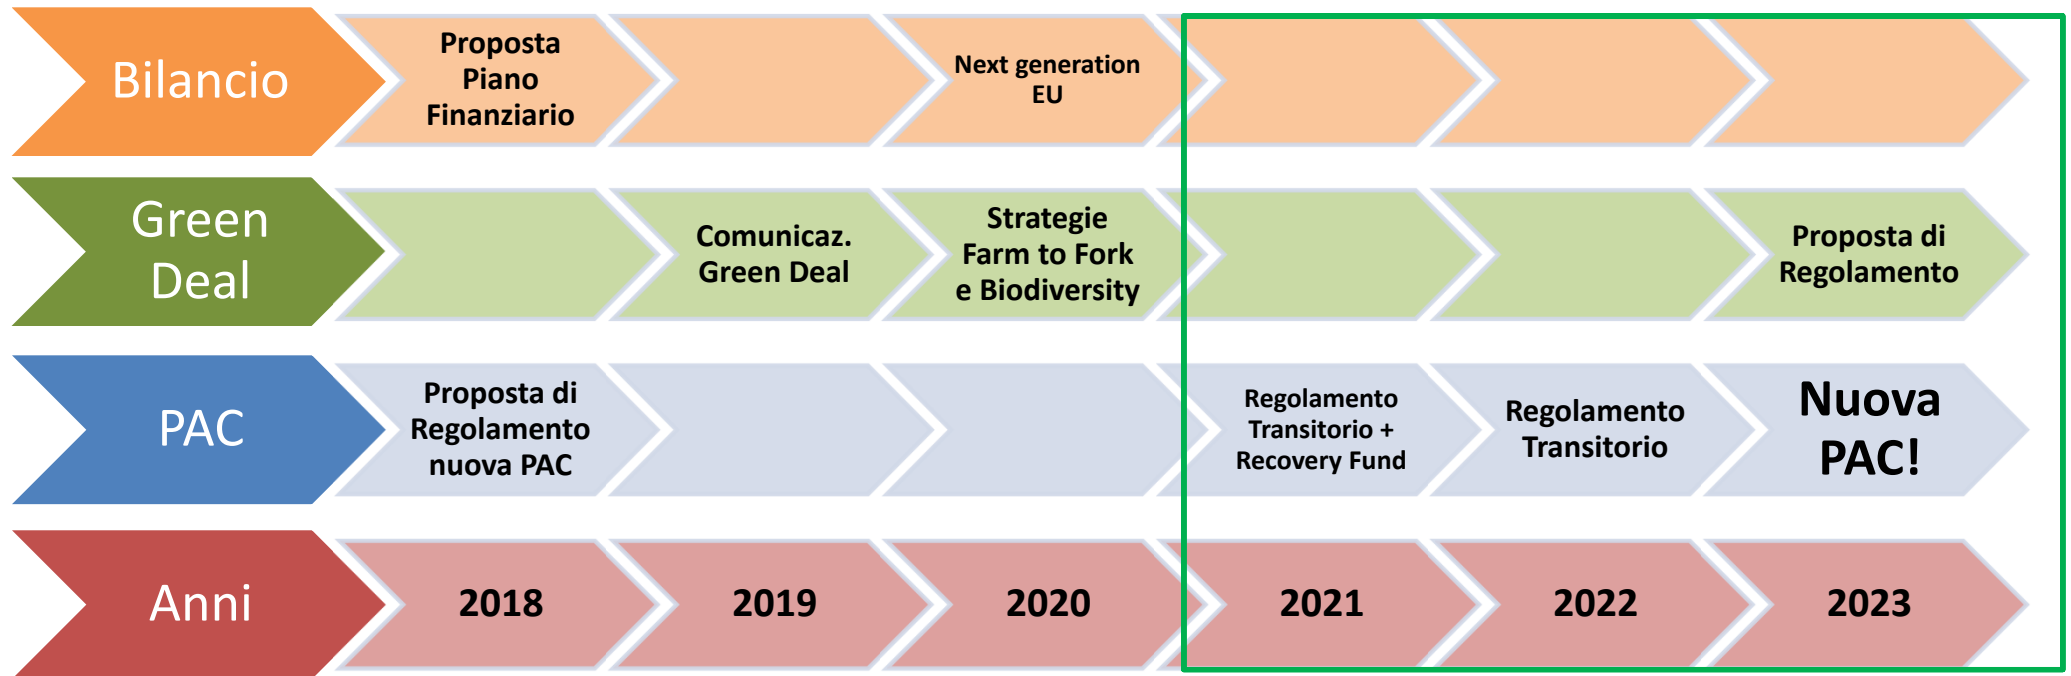 Bilancio
Proposta
Piano
Finanziario
Next generation
EU
Green
Deal
Comunicaz.
Green Deal
Strategie
Farm to Fork
e Biodiversity
Proposta di
Regolamento
PAC
Proposta di
Regolamento
nuova PAC
Regolamento
Transitorio +
Recovery Fund
Regolamento
Transitorio
Nuova
PAC!
Anni
2018
2019
2020
2021
2022
2023